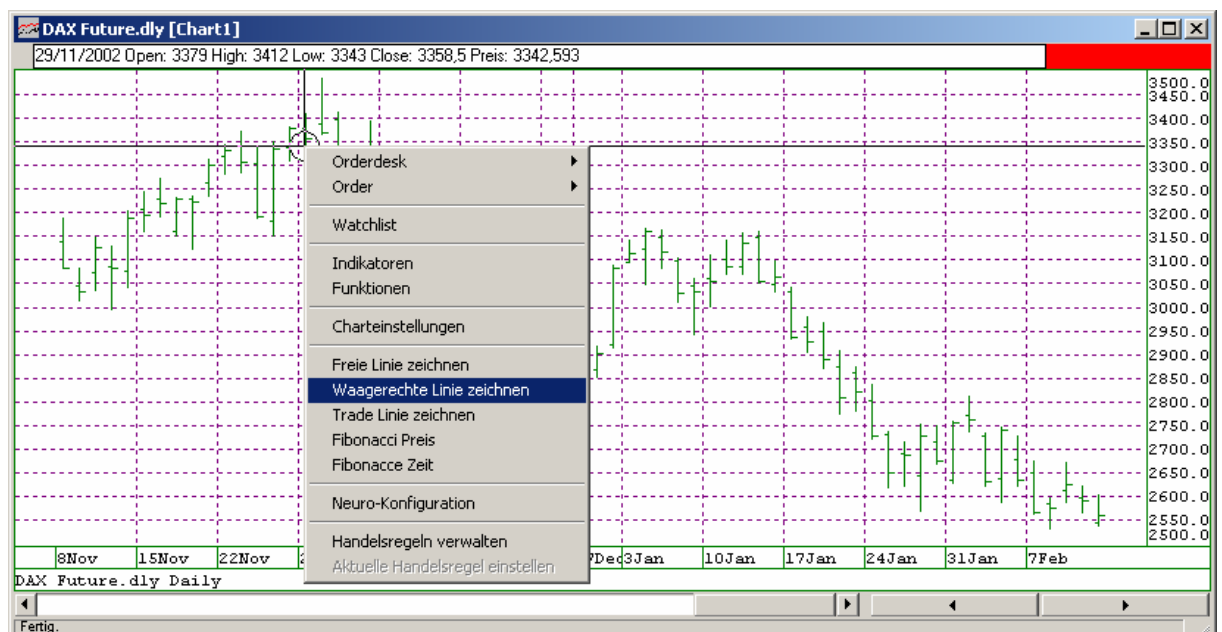 DAX Future.dly [Chart1]
29/11/2002 Open: 3379 High: 3412 Low: 3343 Close: 3358,5 Preis: 3342,593
3500.0
3450.0
3400.0
3350.0
3300.0
3250.0
3200.0
3150.0
3100.0
3050.0
3000.0
2950.0
2900.0
2850.0
2800.0
2750.0
2700.0
2650.0
2600.0
2550.0
2500.0
Orderdesk
Order
Watchlist
Indikatoren
Funktionen
Charteinstellungen
Freie Linie zeichnen
Waagerechte Linie zeichnen
Trade Linie zeichnen
Fibonacci Preis
Fibonacce Zeit
Neuro-Konfiguration
Handelsregeln verwalten
Aktuelle Handelsregel einstellen
8Nov 15Nov 22Nov 3Jan 10Jan 17Jan 24Jan 31Jan 7Feb
DAX Future.dly Daily
Fertig.